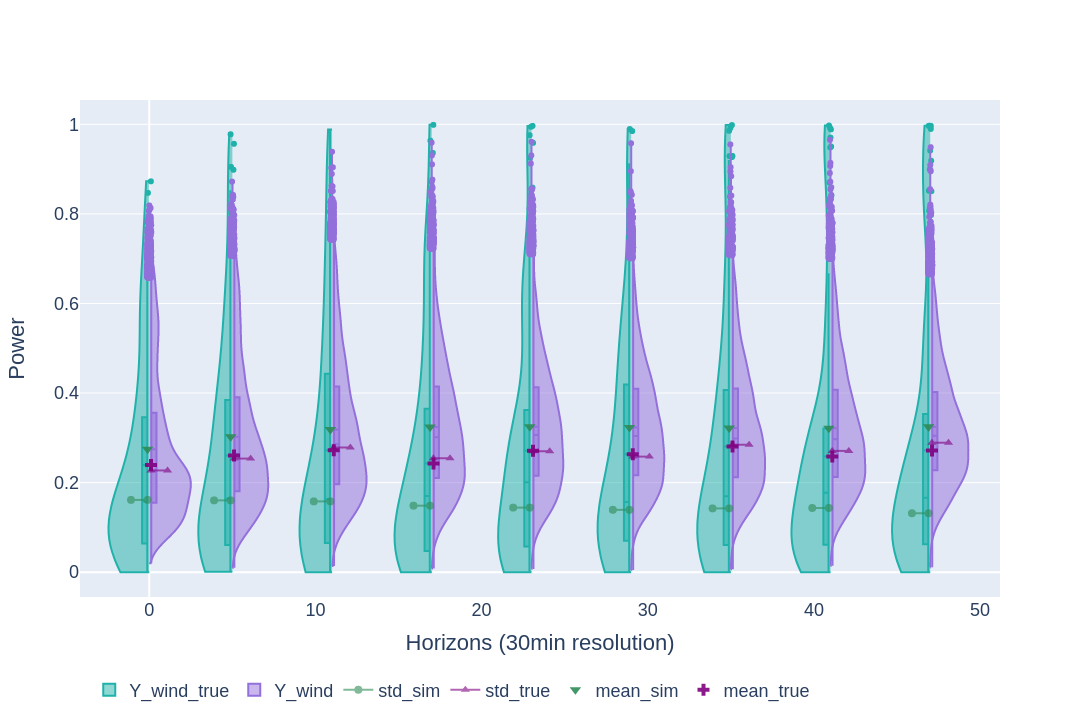 1
0.8
0.6
0.4
0.2
0
Power
0 10 20 30 40 50
Horizons (30min resolution)
Y_wind_true Y_wind std_sim std_true mean_sim mean_true